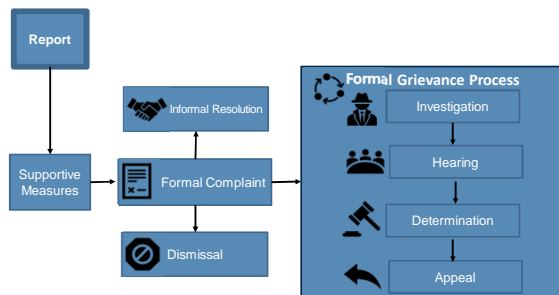 Report
Formal Grievance Process
Investigation
Informal Resolution
Hearing
Supportive
Measures
Formal Complaint
Determination
Dismissal
Appeal